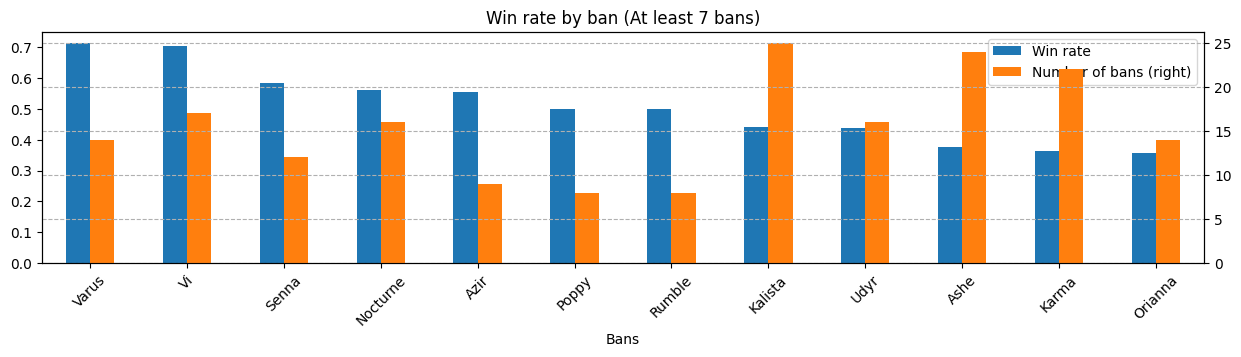 Win rate by ban (At least 7 bans)
Win rate
Number of bans (right)
0.7
0.6
0.5
0.4
0.3
0.2
0.1
0.0
25
20
15
10
5
0
Varus
Vi
Senna
Nocturne
Azir
Poppy
Rumble
Kalista
Udyr
Ashe
Karma
Orianna
Bans